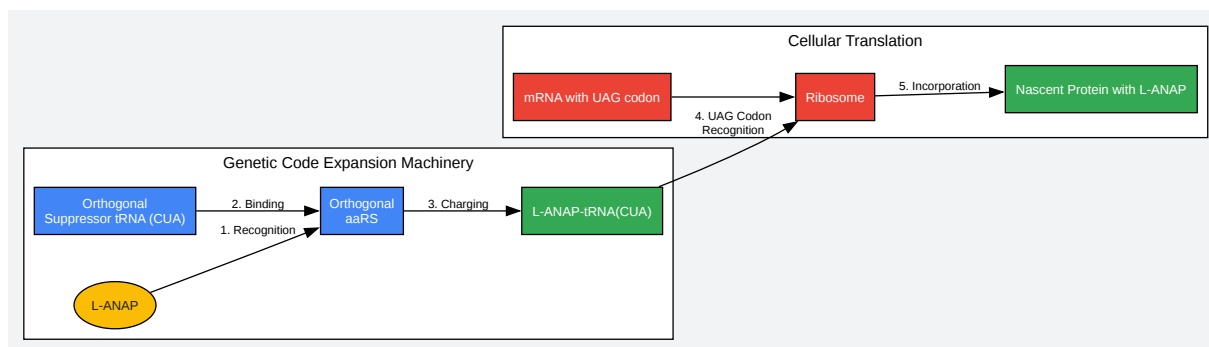 Cellular Translation
mRNA with UAG codon
Ribosome
5. Incorporation
Nascent Protein with L-ANAP
4. UAG Codon
Recognition
Genetic Code Expansion Machinery
Orthogonal
Suppressor tRNA (CUA)
2. Binding
Orthogonal
aaRS
3. Charging
L-ANAP-tRNA(CUA)
1. Recognition
L-ANAP